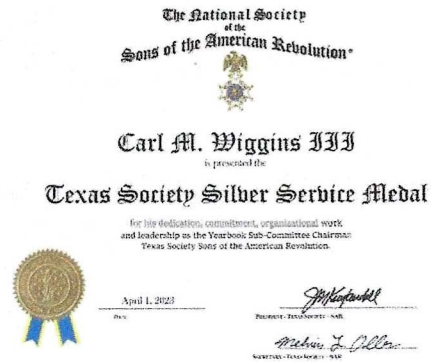 The National Society
of the
Sons of the American Revolution®
Carl M. Wiggins III
is presented the
Texas Society Silver Service Medal
for his dedication, commitment, organizational work
and leadership as the Yearbook Sub-Committee Chairman
Texas Society Sons of the American Revolution.
April 1, 2023
Date
President - Texas Society - SAR
Secretary - Texas Society - SAR